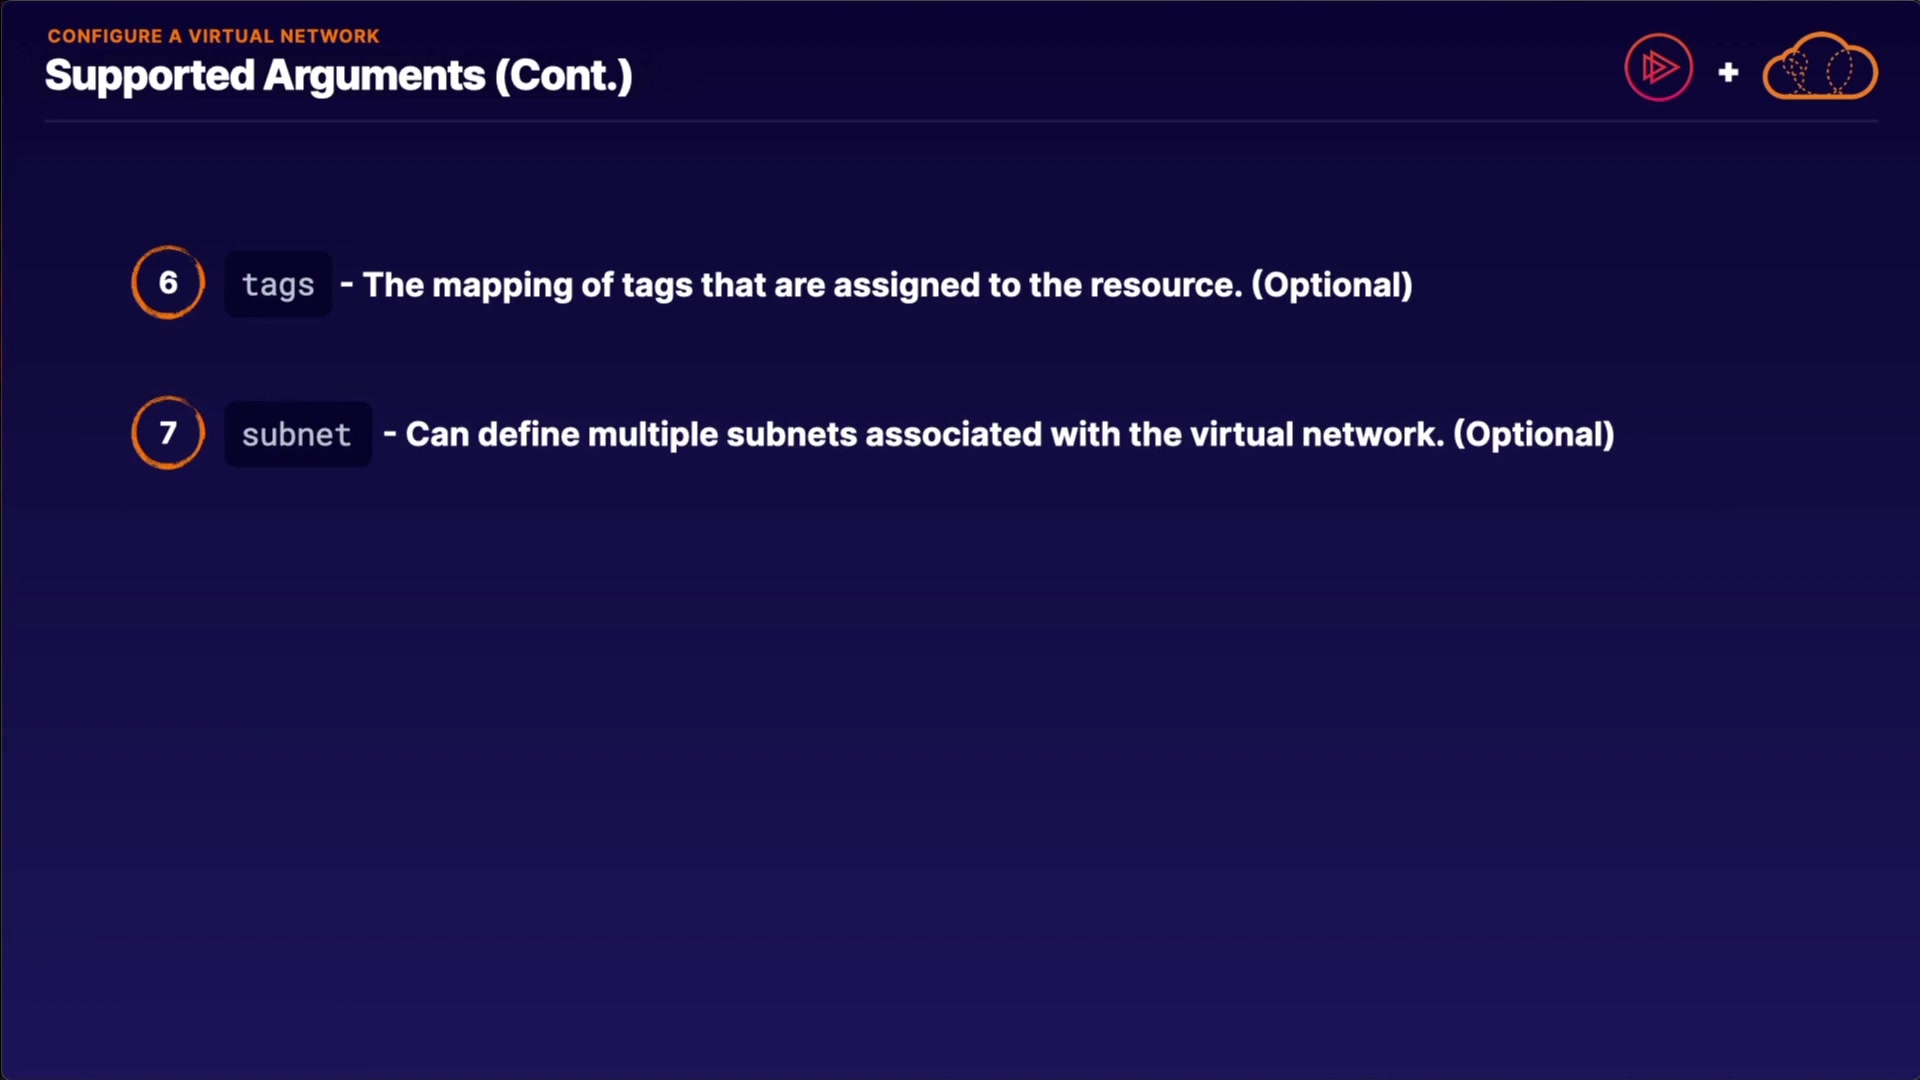 CONFIGURE A VIRTUAL NETWORK
Supported Arguments (Cont.)
+
6 tags - The mapping of tags that are assigned to the resource. (Optional)
7 subnet - Can define multiple subnets associated with the virtual network. (Optional)